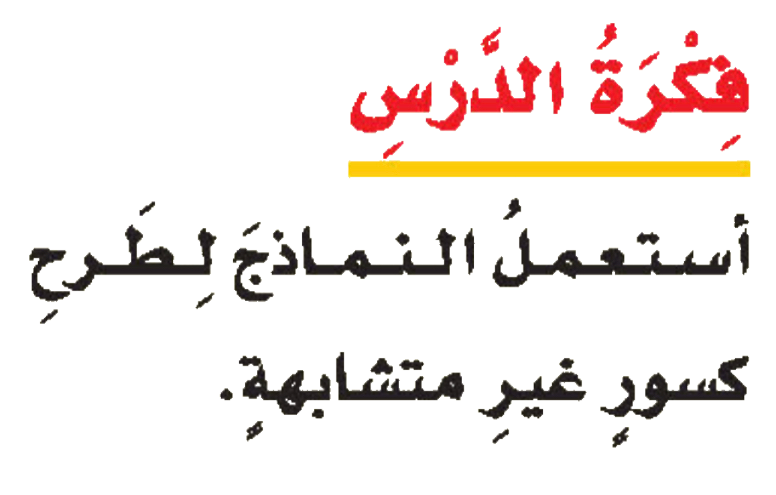 فِكْرَةُ الدَّرْسِ
أستعملُ النماذجَ لِطَرحِ
كسورٍ غيرِ متشابهةٍ.